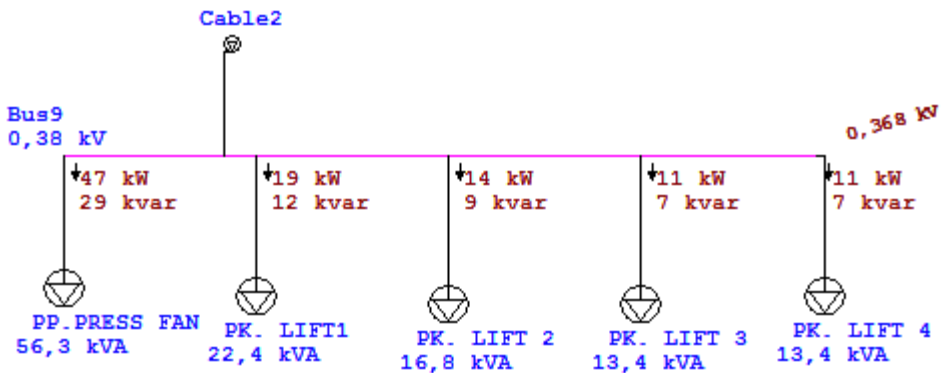 Cable2
Bus9
0,38 kV
0,368 kV
47 kW
29 kvar
19 kW
12 kvar
14 kW
9 kvar
11 kW
7 kvar
11 kW
7 kvar
PP.PRESS FAN
56,3 kVA
PK. LIFT1
22,4 kVA
PK. LIFT 2
16,8 kVA
PK. LIFT 3
13,4 kVA
PK. LIFT 4
13,4 kVA